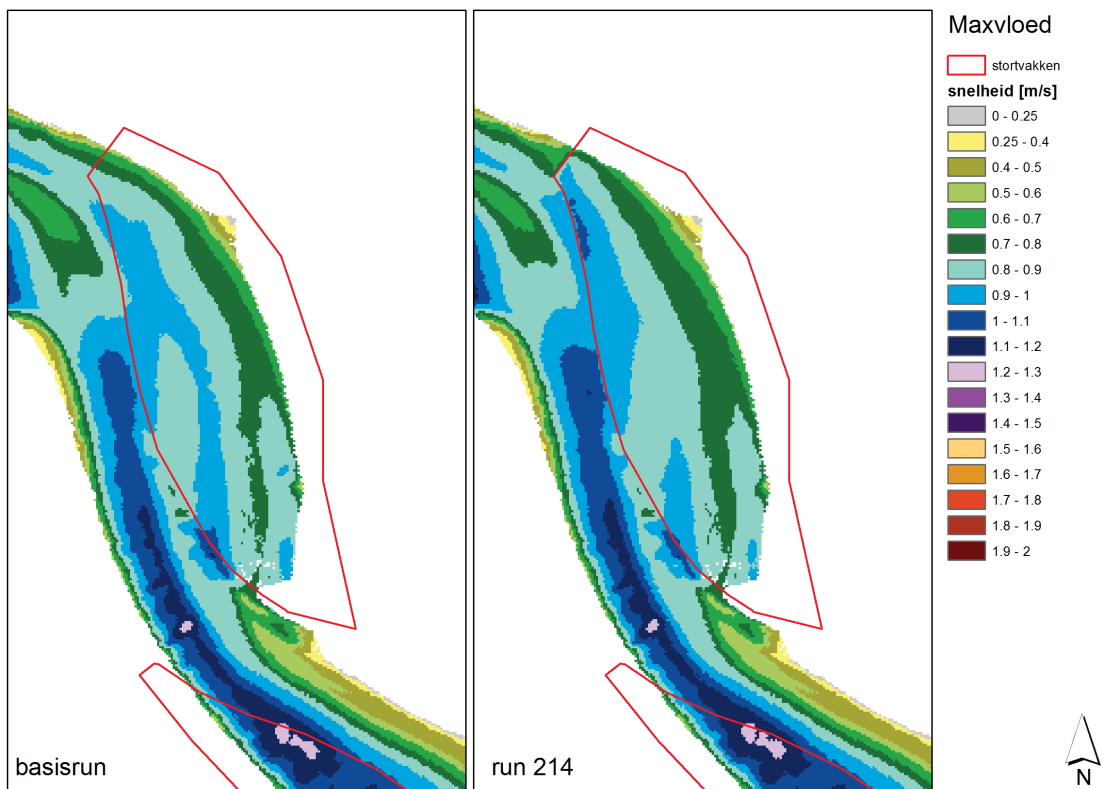 Maxvloed
stortvakken
snelheid [m/s]
0 - 0.25
0.25 - 0.4
0.4 - 0.5
0.5 - 0.6
0.6 - 0.7
0.7 - 0.8
0.8 - 0.9
0.9 - 1
1 - 1.1
1.1 - 1.2
1.2 - 1.3
1.3 - 1.4
1.4 - 1.5
1.5 - 1.6
1.6 - 1.7
1.7 - 1.8
1.8 - 1.9
1.9 - 2
basisrun
run 214
N